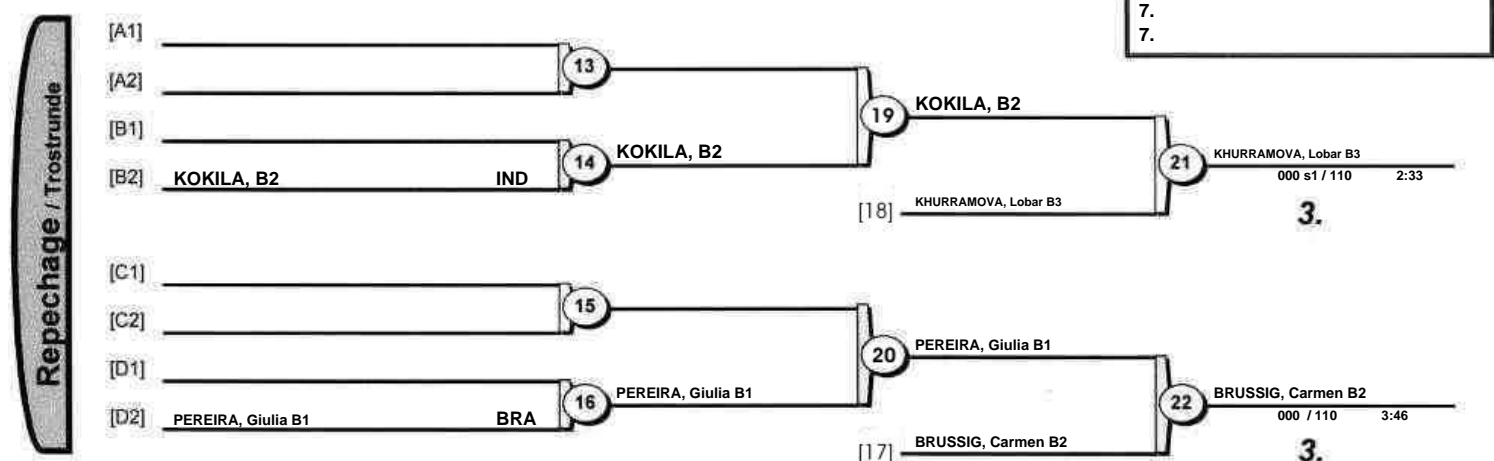 7.
7.
Repechage / Trostrunde
[A1]
13
[A2]
[B1]
14
KOKILA, B2
[B2] KOKILA, B2 IND
19
KOKILA, B2
[18] KHURRAMOVA, Lobar B3
21
KHURRAMOVA, Lobar B3
000 s1 / 110 2:33
3.
[C1]
15
[C2]
[D1]
16
PEREIRA, Giulia B1
[D2] PEREIRA, Giulia B1 BRA
20
PEREIRA, Giulia B1
[17] BRUSSIG, Carmen B2
22
BRUSSIG, Carmen B2
000 / 110 3:46
3.